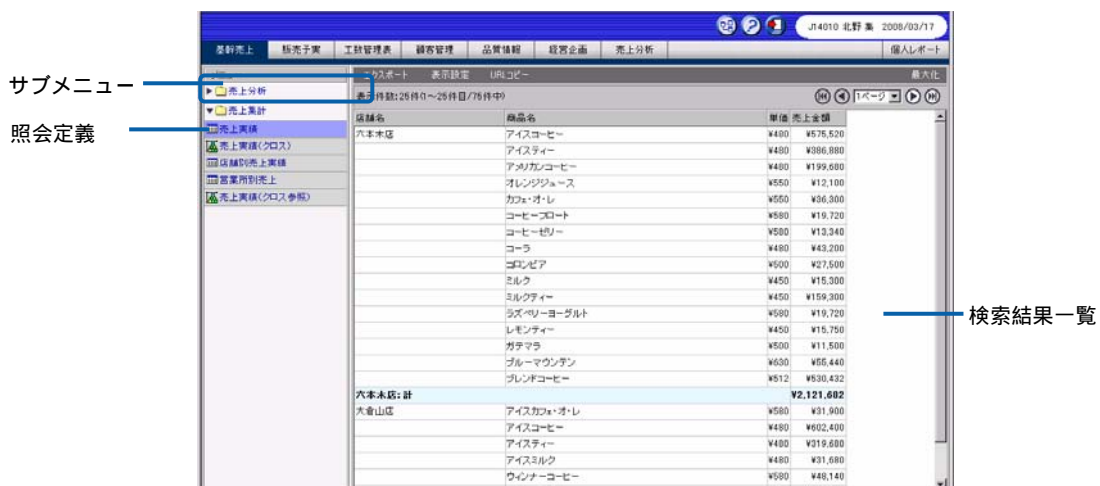 J14010 北野 集 2008/03/17
基幹売上 販売予実 工数管理表 顧客管理 品質情報 経営企画 売上分析 個人レポート
エクスポート 表示設定 URLコピー 最大化
サブメニュー
売上分析
表示件数:25件(1～25件目/75件中) 1ページ
売上集計
店舗名 商品名 単価 売上金額
照会定義
売上実績
六本木店 アイスコーヒー ¥480 ¥575,520
売上実績(クロス)
アイスティー ¥480 ¥386,880
店舗別売上実績
アメリカンコーヒー ¥480 ¥199,680
営業所別売上
オレンジジュース ¥550 ¥12,100
売上実績(クロス参照)
カフェ・オ・レ ¥550 ¥36,300
コーヒーフロート ¥580 ¥19,720
コーヒーゼリー ¥580 ¥13,340
コーラ ¥480 ¥43,200
コロンビア ¥500 ¥27,500
ミルク ¥450 ¥15,300
ミルクティー ¥450 ¥159,300
ラズベリーヨーグルト ¥580 ¥19,720
検索結果一覧
レモンティー ¥450 ¥15,750
ガテマラ ¥500 ¥11,500
ブルーマウンテン ¥630 ¥55,440
ブレンドコーヒー ¥512 ¥530,432
六本木店:計 ¥2,121,682
大倉山店 アイスカフェ・オ・レ ¥580 ¥31,900
アイスコーヒー ¥480 ¥602,400
アイスティー ¥480 ¥319,680
アイスミルク ¥480 ¥31,680
ウィンナーコーヒー ¥580 ¥48,140